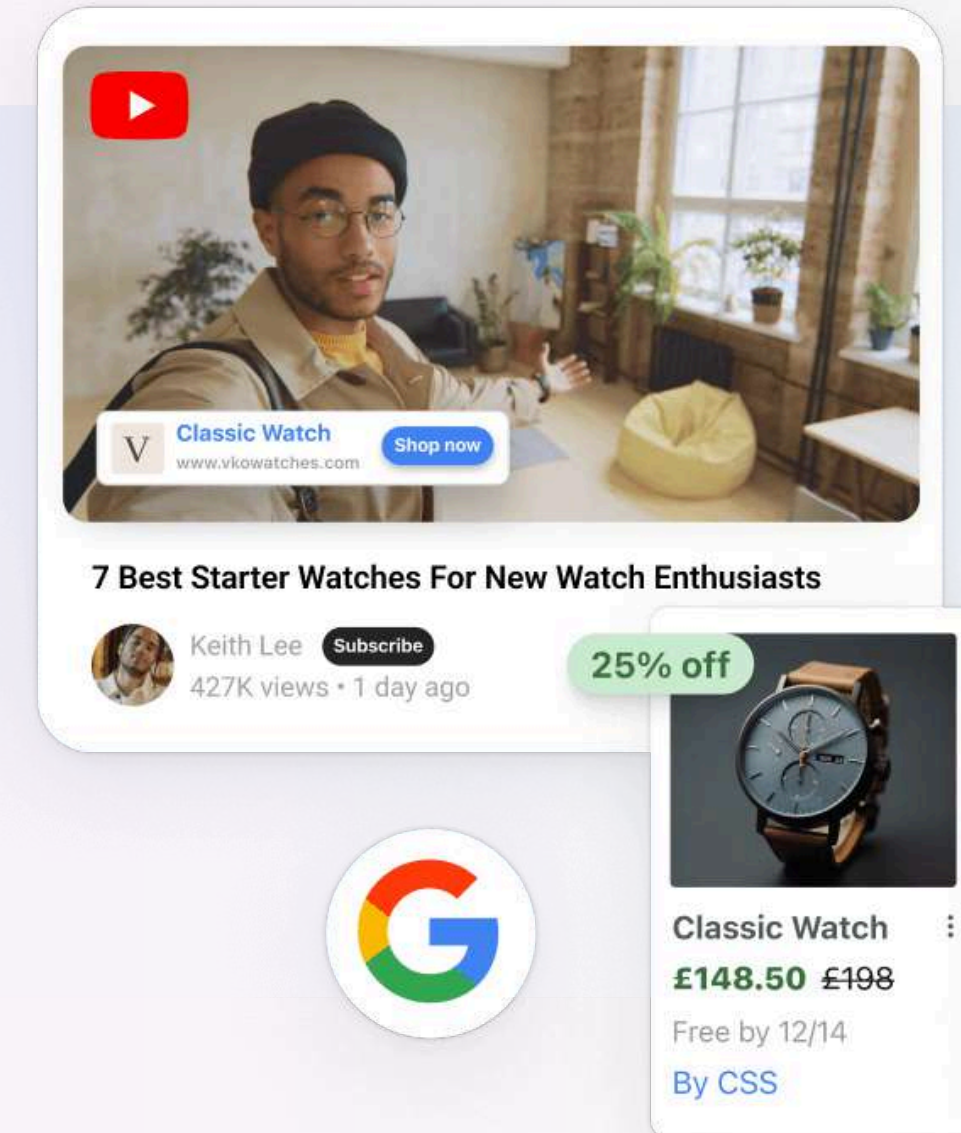 V
Classic Watch
www.vkowatches.com
Shop now
7 Best Starter Watches For New Watch Enthusiasts
Keith Lee
Subscribe
427K views • 1 day ago
25% off
Classic Watch
£148.50 £198
Free by 12/14
By CSS